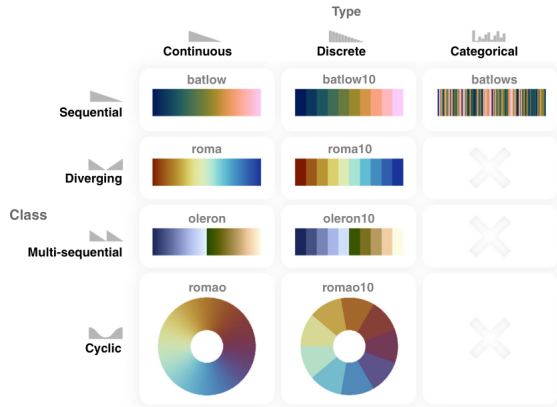 Type
Continuous
Discrete
Categorical
Class
Sequential
batlow
batlow10
batlows
Diverging
roma
roma10
Multi-sequential
oleron
oleron10
Cyclic
romao
romao10